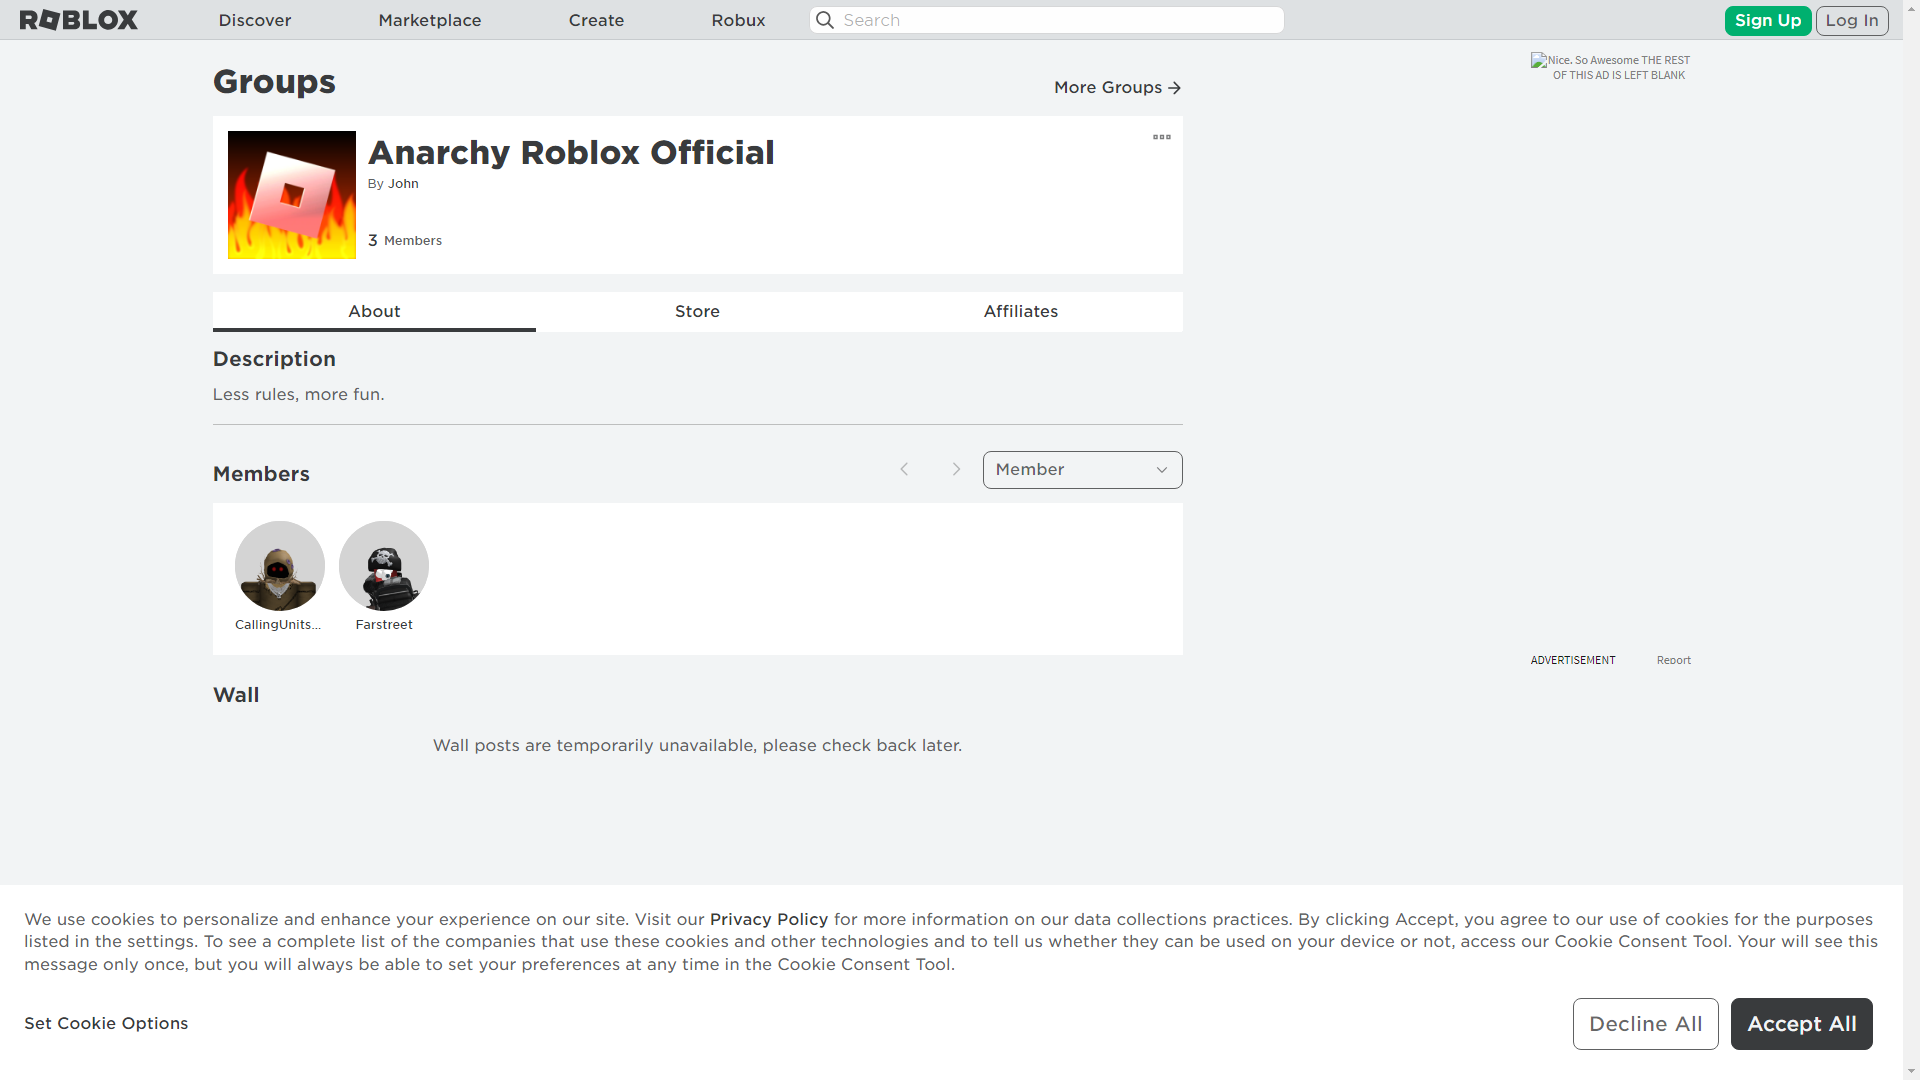 ROBLOX
Discover
Marketplace
Create
Robux
Search
Sign Up
Log In
Groups
More Groups
Nice. So Awesome THE REST
OF THIS AD IS LEFT BLANK
Anarchy Roblox Official
By John
3 Members
About
Store
Affiliates
Description
Less rules, more fun.
Members
Member
CallingUnits...
Farstreet
ADVERTISEMENT
Report
Wall
Wall posts are temporarily unavailable, please check back later.
We use cookies to personalize and enhance your experience on our site. Visit our Privacy Policy for more information on our data collections practices. By clicking Accept, you agree to our use of cookies for the purposes
listed in the settings. To see a complete list of the companies that use these cookies and other technologies and to tell us whether they can be used on your device or not, access our Cookie Consent Tool. Your will see this
message only once, but you will always be able to set your preferences at any time in the Cookie Consent Tool.
Set Cookie Options
Decline All
Accept All